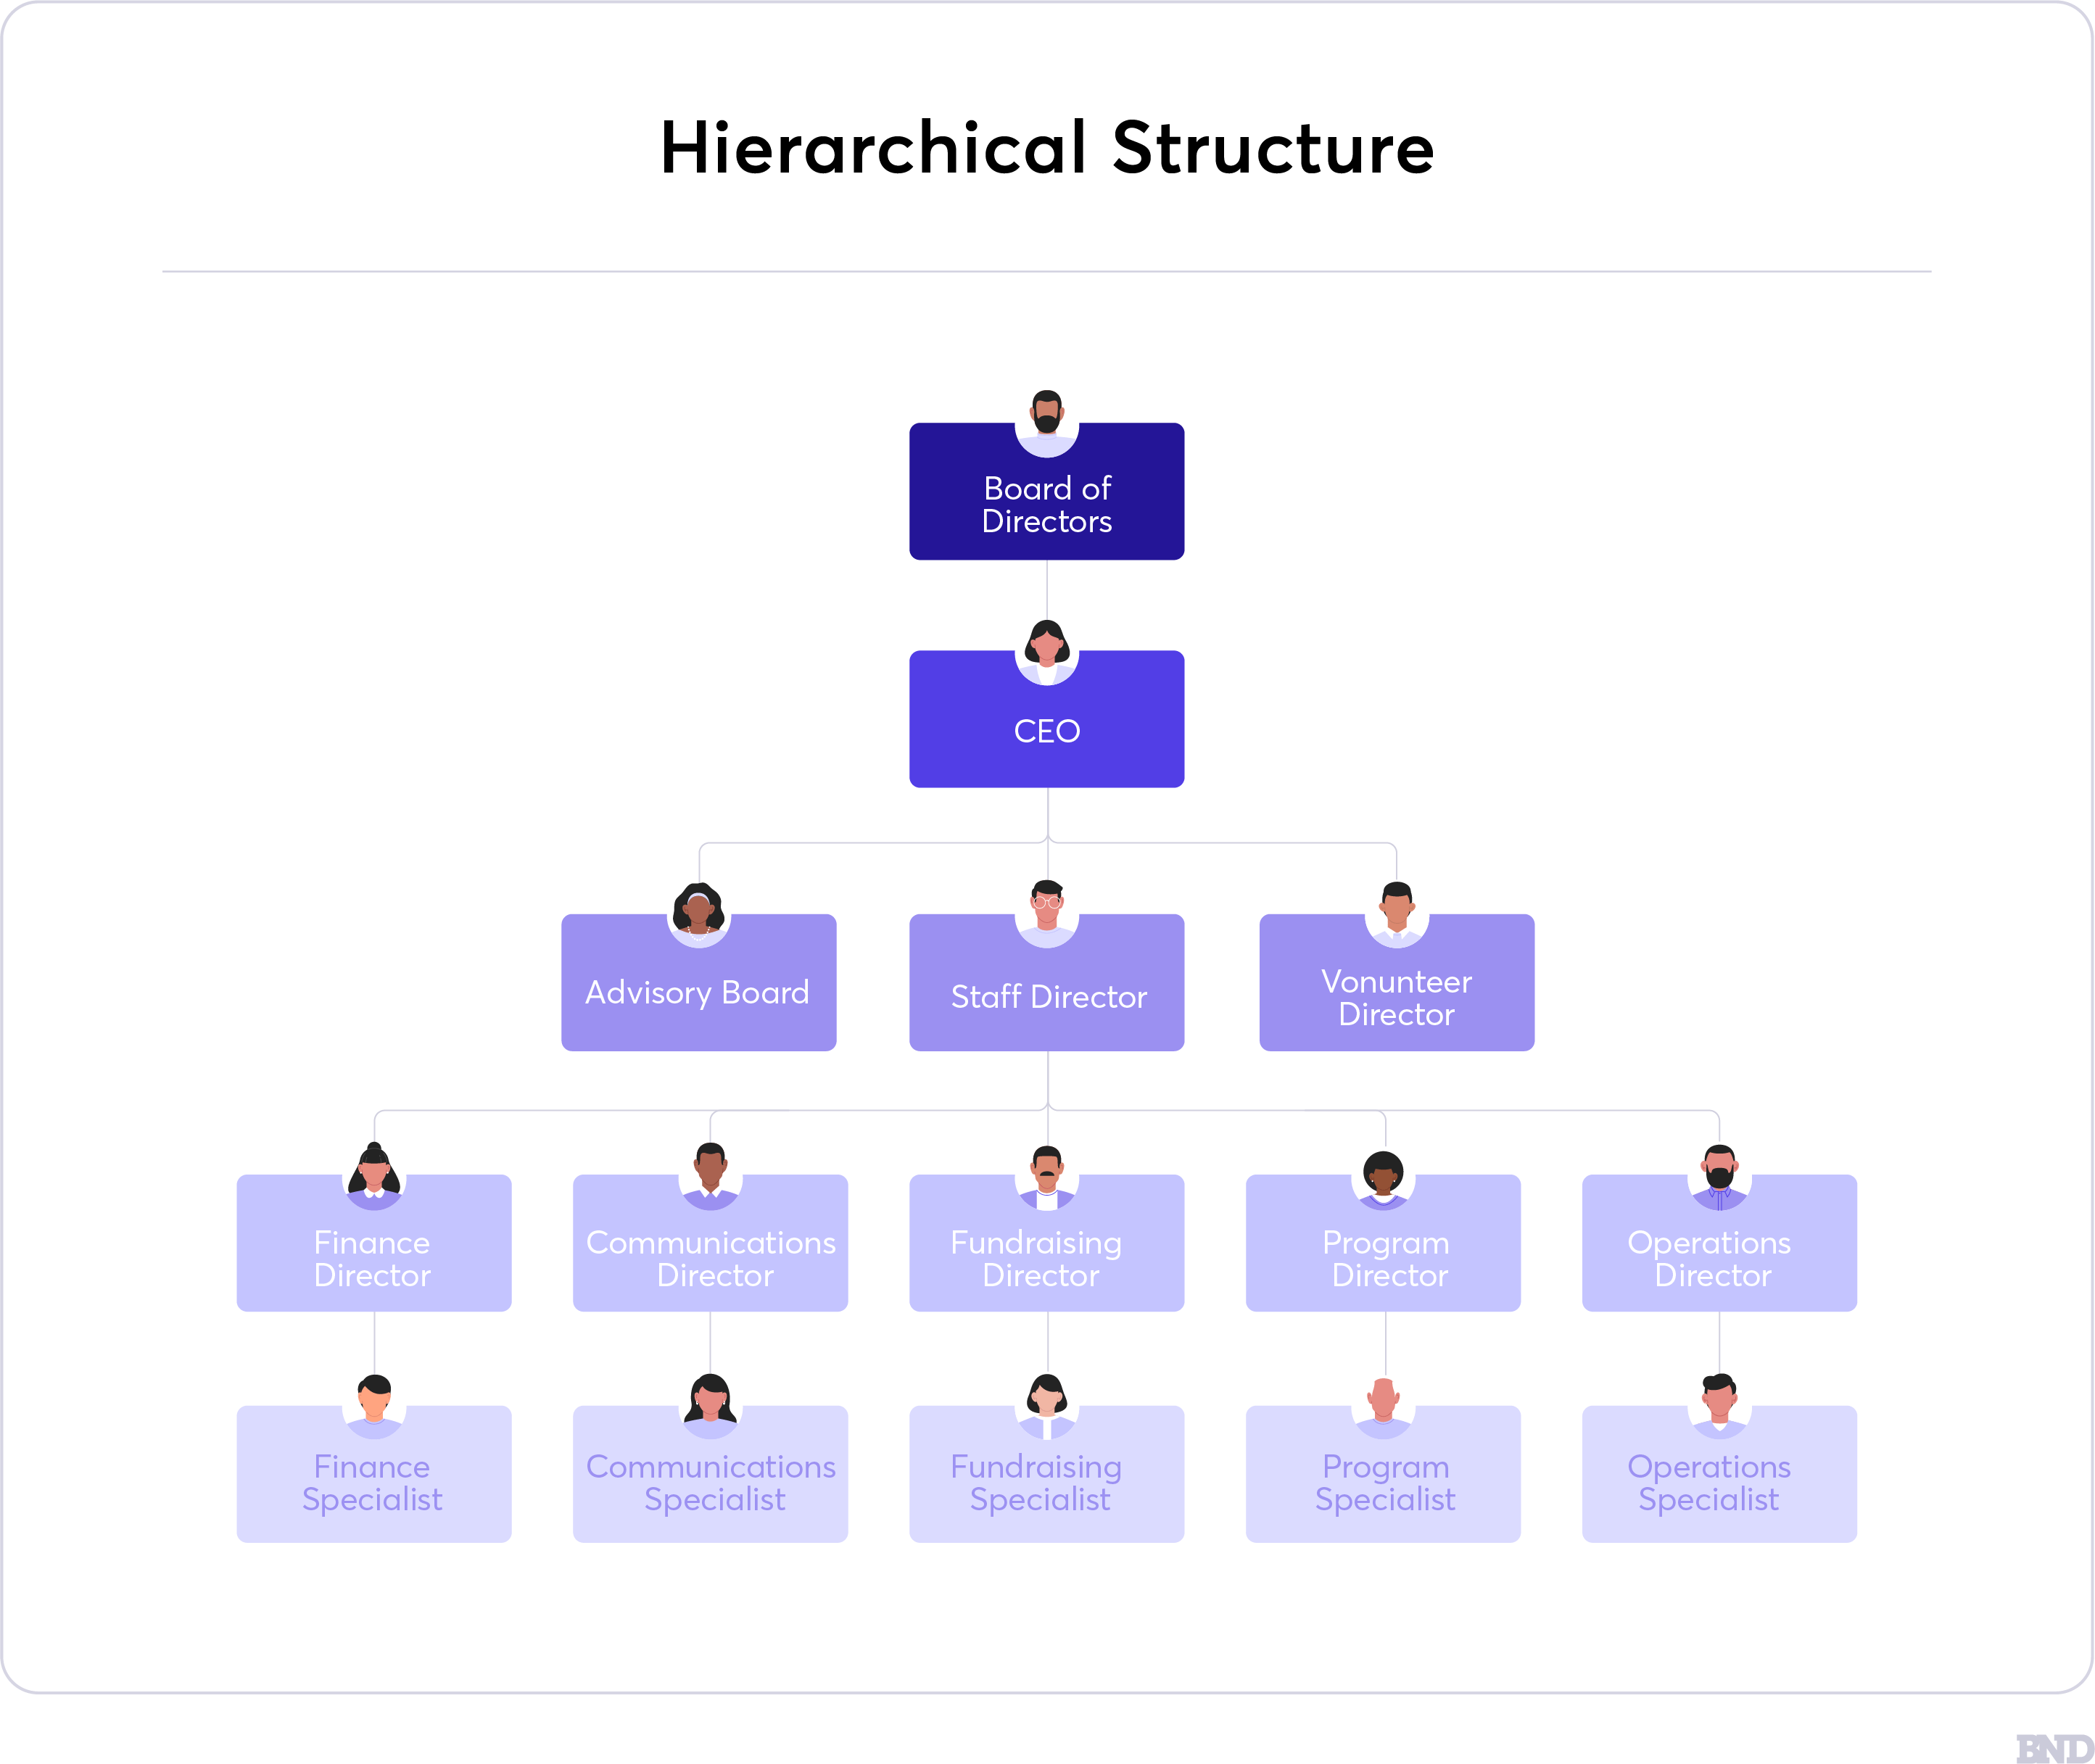 Hierarchical Structure
Board of
Directors
CEO
Advisory Board
Staff Director
Vonunteer
Director
Finance
Director
Communications
Director
Fundraising
Director
Program
Director
Operations
Director
Finance
Specialist
Communications
Specialist
Fundraising
Specialist
Program
Specialist
Operations
Specialist
BND